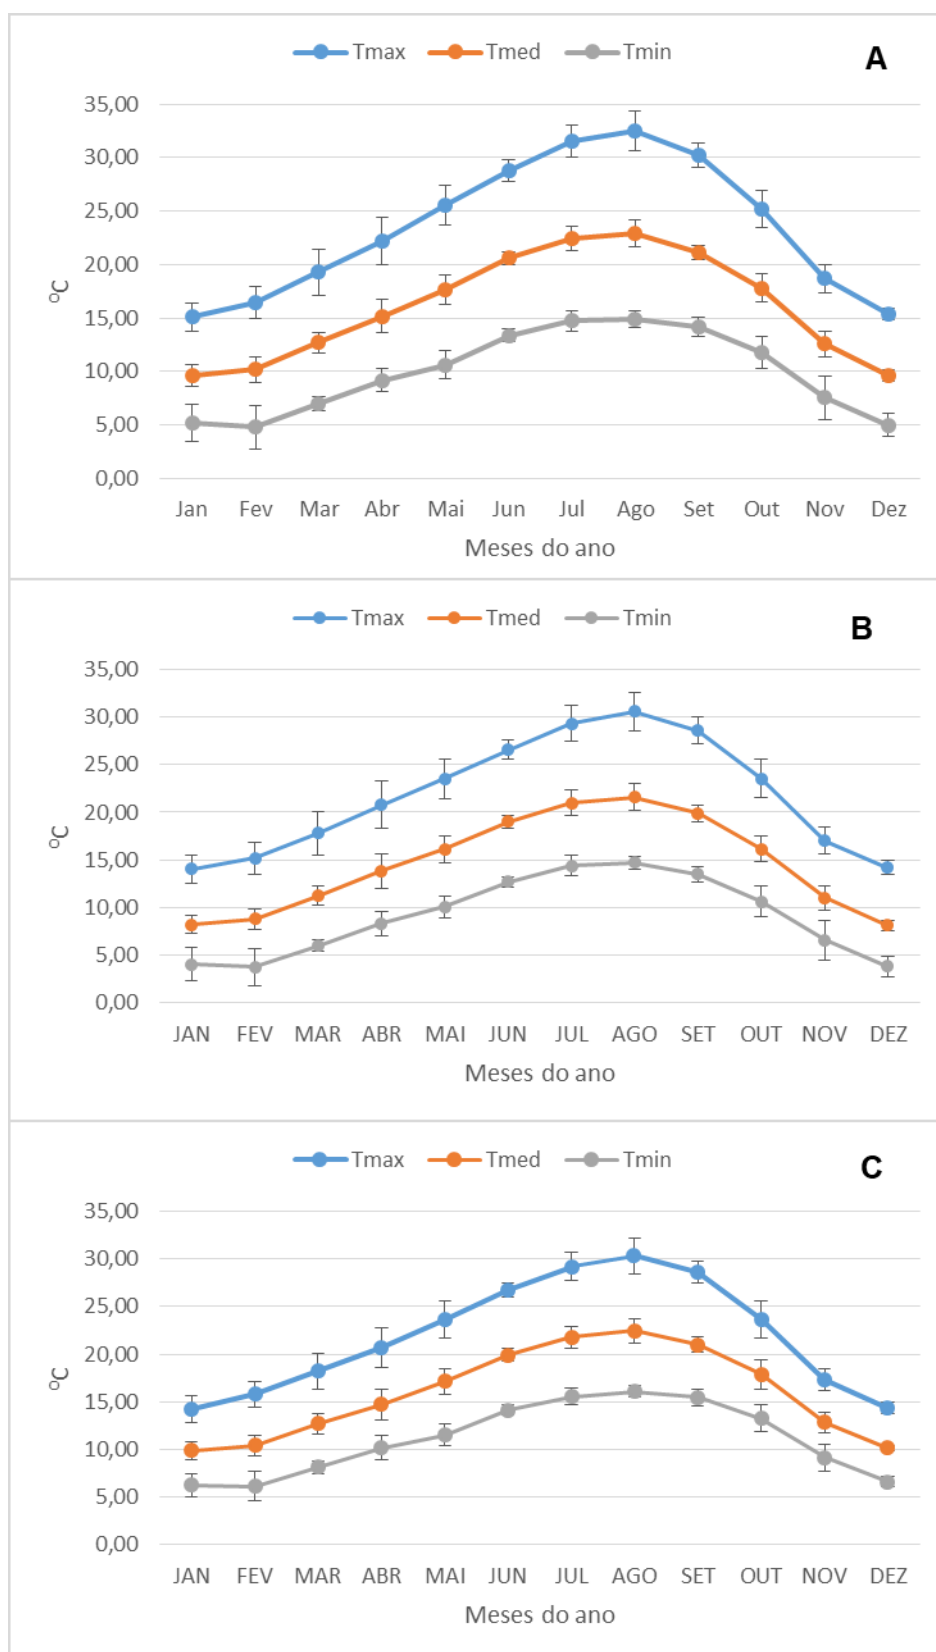 Tmax Tmed Tmin
A
35,00
30,00
25,00
20,00
15,00
10,00
5,00
0,00
ºC
Jan Fev Mar Abr Mai Jun Jul Ago Set Out Nov Dez
Meses do ano
Tmax Tmed Tmin
B
35,00
30,00
25,00
20,00
15,00
10,00
5,00
0,00
ºC
JAN FEV MAR ABR MAI JUN JUL AGO SET OUT NOV DEZ
Meses do ano
Tmax Tmed Tmin
C
35,00
30,00
25,00
20,00
15,00
10,00
5,00
0,00
ºC
JAN FEV MAR ABR MAI JUN JUL AGO SET OUT NOV DEZ
Meses do ano